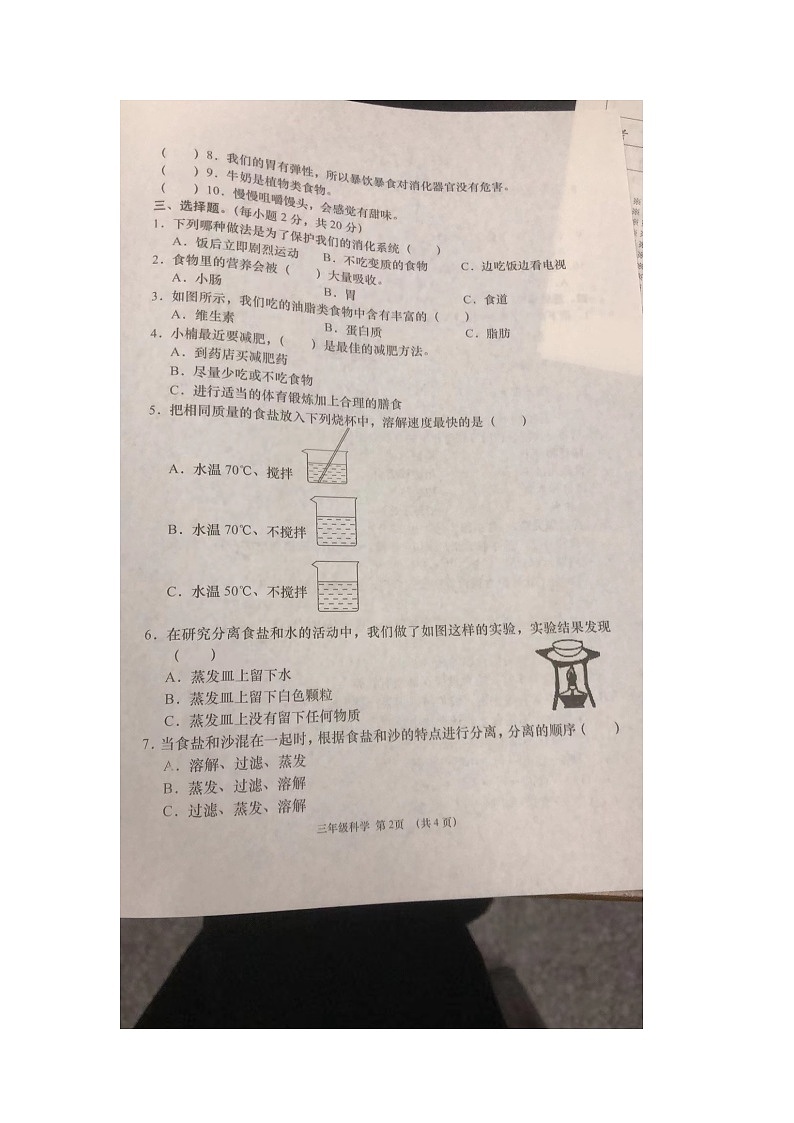 (　　) 8．我们的胃有弹性，所以暴饮暴食对消化器官没有危害。
(　　) 9．牛奶是植物类食物。
(　　) 10．慢慢咀嚼馒头，会感觉有甜味。
三、选择题。（每小题 2 分，共 20 分）
1．下列哪种做法是为了保护我们的消化系统（　　）
A．饭后立即剧烈运动　B．不吃变质的食物　C．边吃饭边看电视
2．食物里的营养会被（　　）大量吸收。
A．小肠　B．胃　C．食道
3．如图所示，我们吃的油脂类食物中含有丰富的（　　）
A．维生素　B．蛋白质　C．脂肪
4．小楠最近要减肥，（　　）是最佳的减肥方法。
A．到药店买减肥药
B．尽量少吃或不吃食物
C．进行适当的体育锻炼加上合理的膳食
5．把相同质量的食盐放入下列烧杯中，溶解速度最快的是（　　）
A．水温 70℃、搅拌
B．水温 70℃、不搅拌
C．水温 50℃、不搅拌
6．在研究分离食盐和水的活动中，我们做了如图这样的实验，实验结果发现
（　　）
A．蒸发皿上留下水
B．蒸发皿上留下白色颗粒
C．蒸发皿上没有留下任何物质
7．当食盐和沙混在一起时，根据食盐和沙的特点进行分离，分离的顺序（　　）
A．溶解、过滤、蒸发
B．蒸发、过滤、溶解
C．过滤、蒸发、溶解
三年级科学 第 2页 （共 4 页）